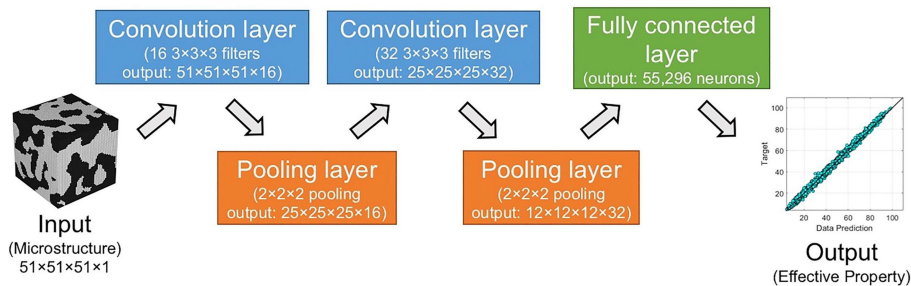 Convolution layer
(16 3×3×3 filters
output: 51×51×51×16)
Convolution layer
(32 3×3×3 filters
output: 25×25×25×32)
Fully connected
layer
(output: 55,296 neurons)
Input
(Microstructure)
51×51×51×1
Pooling layer
(2×2×2 pooling
output: 25×25×25×16)
Pooling layer
(2×2×2 pooling
output: 12×12×12×32)
Target
100
80
60
40
20
20 40 60 80 100
Data Prediction
Output
(Effective Property)